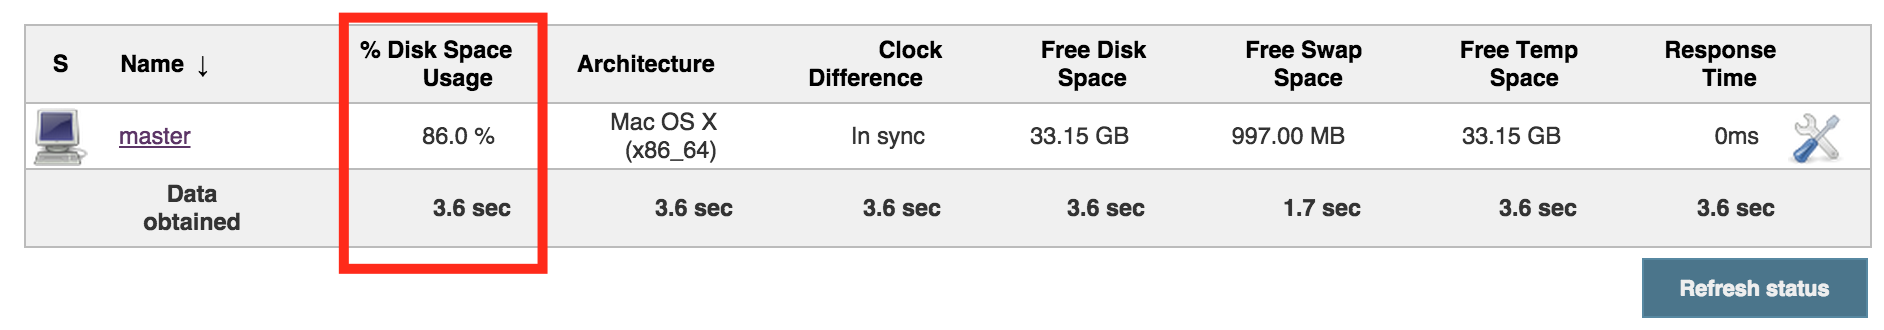 S Name ↓ % Disk Space Usage Architecture Clock Difference Free Disk Space Free Swap Space Free Temp Space Response Time
master 86.0 % Mac OS X (x86_64) In sync 33.15 GB 997.00 MB 33.15 GB 0ms
Data obtained 3.6 sec 3.6 sec 3.6 sec 3.6 sec 1.7 sec 3.6 sec 3.6 sec
Refresh status